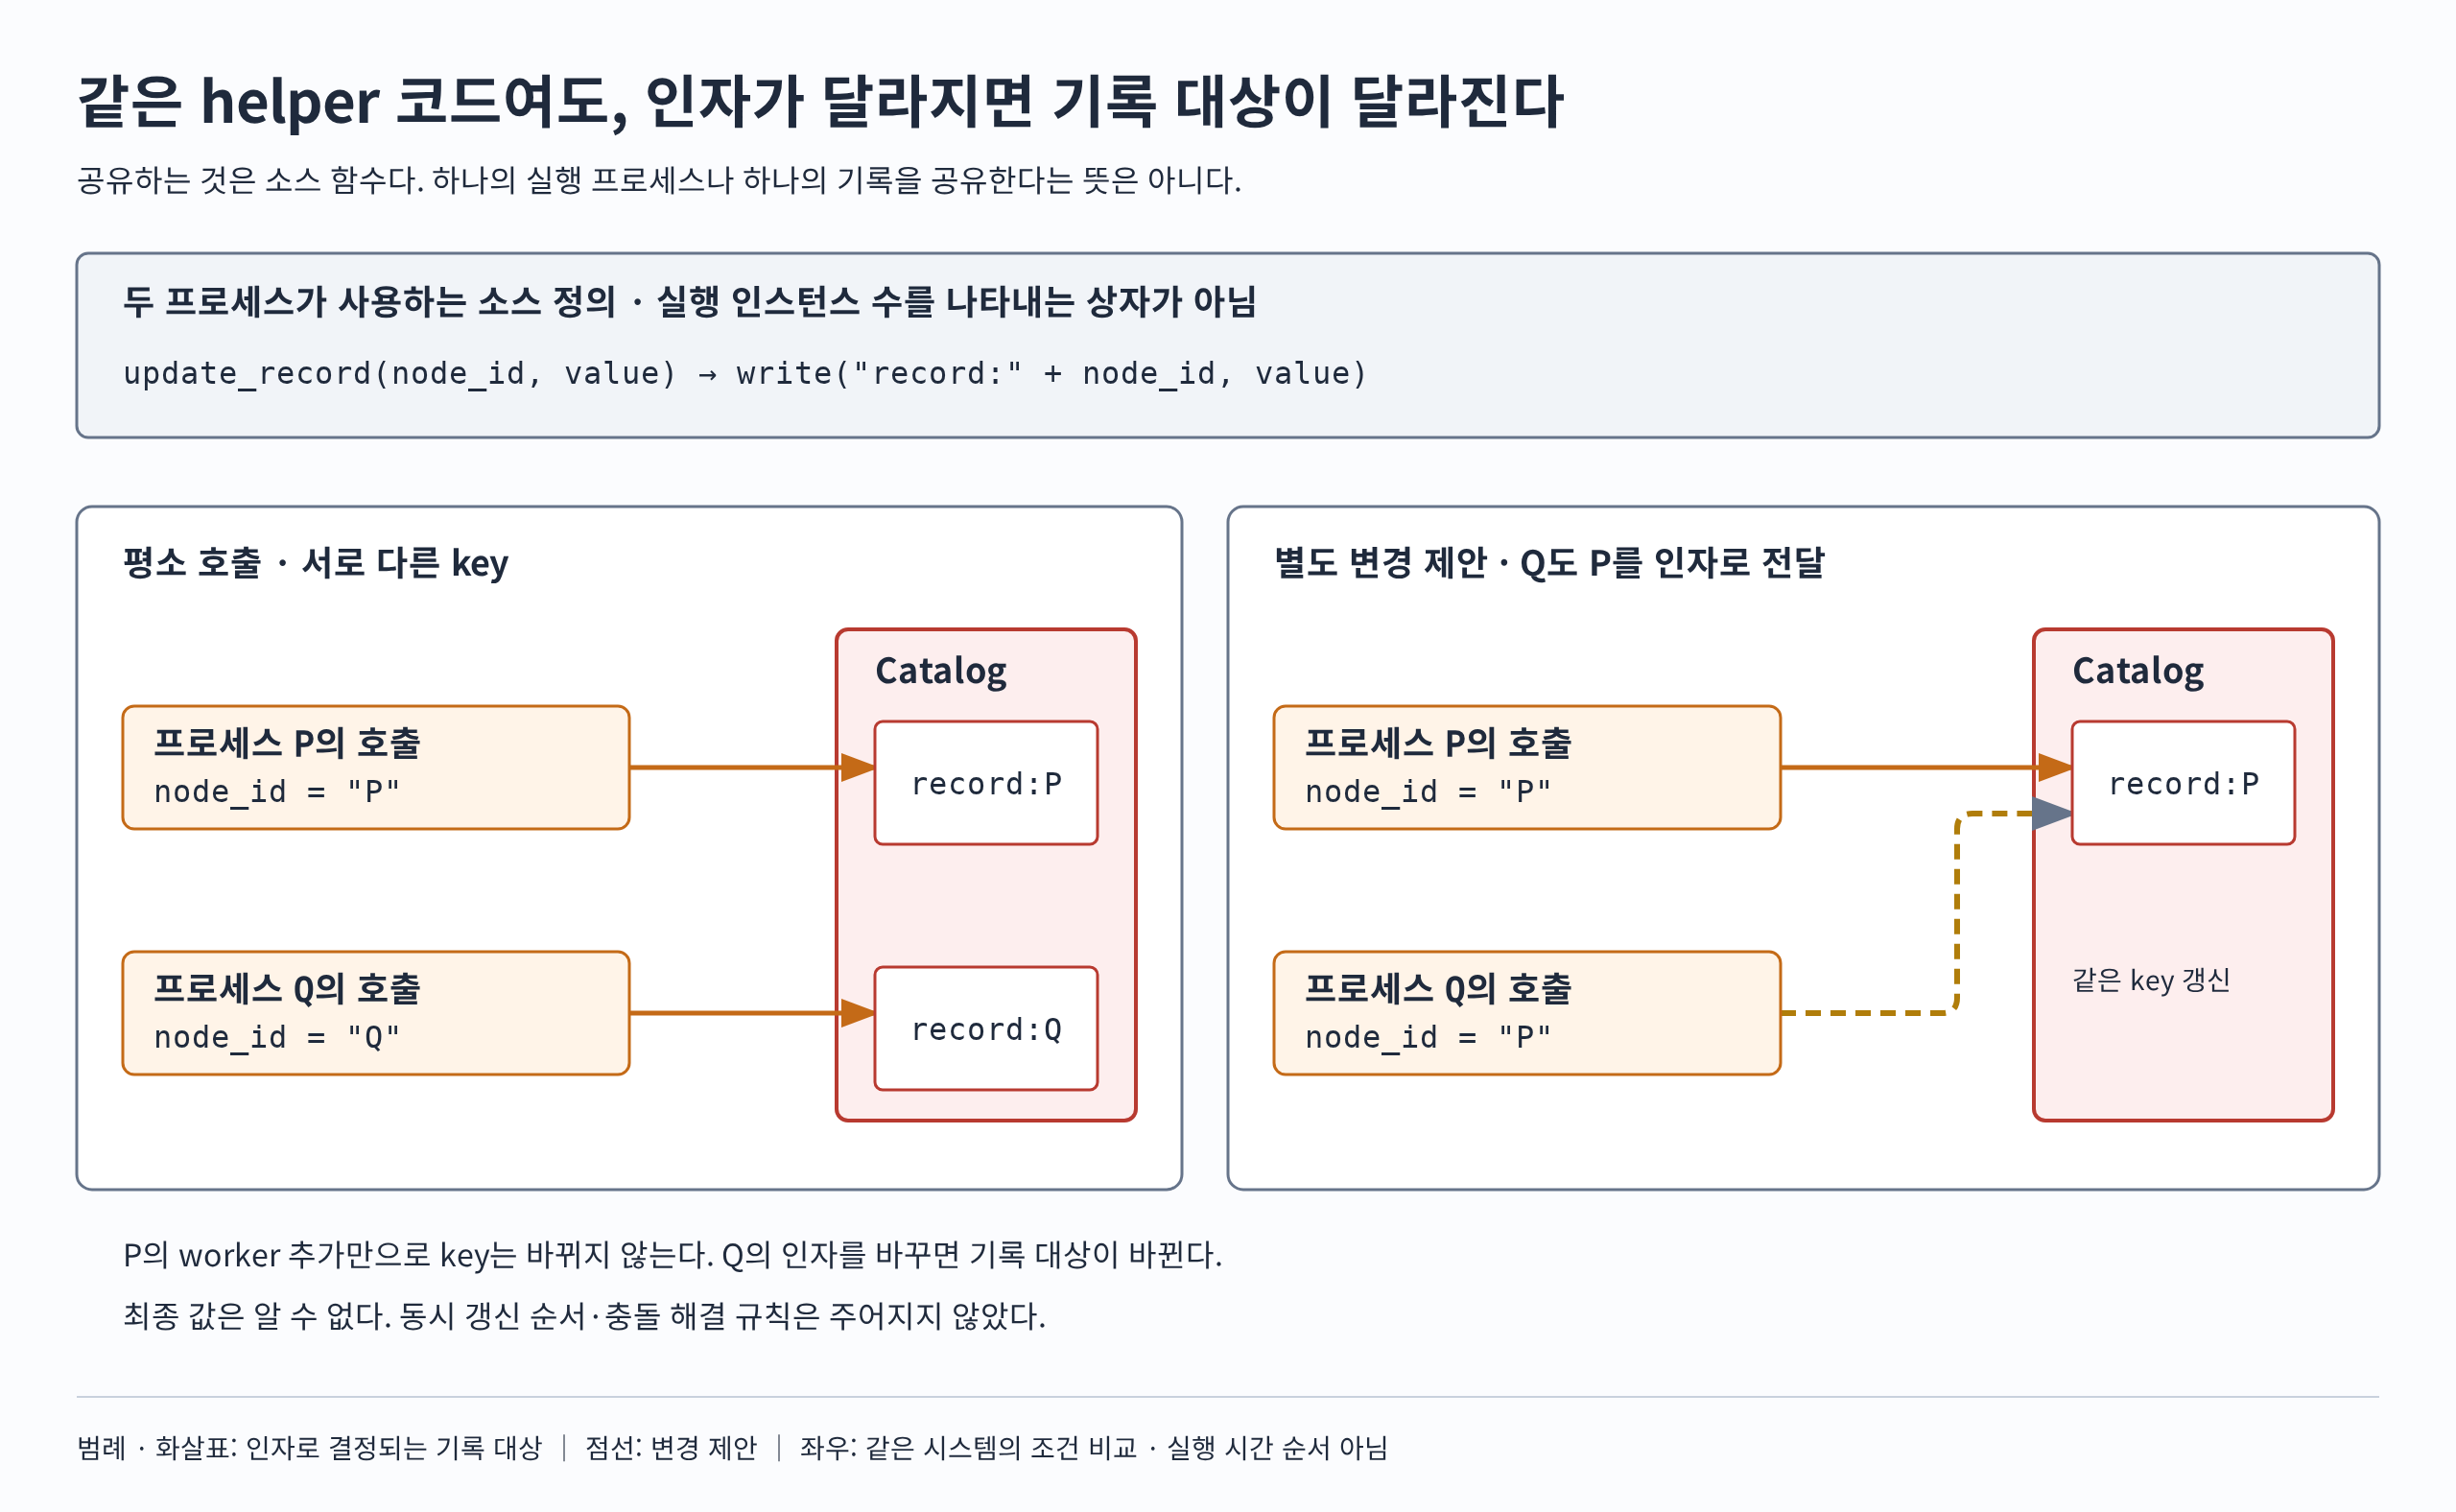 같은 helper 코드여도, 인자가 달라지면 기록 대상이 달라진다
공유하는 것은 소스 함수다. 하나의 실행 프로세스나 하나의 기록을 공유한다는 뜻은 아니다.
두 프로세스가 사용하는 소스 정의 · 실행 인스턴스 수를 나타내는 상자가 아님
update_record(node_id, value) → write("record:" + node_id, value)
평소 호출 · 서로 다른 key
Catalog
프로세스 P의 호출
node_id = "P"
record:P
프로세스 Q의 호출
node_id = "Q"
record:Q
별도 변경 제안 · Q도 P를 인자로 전달
Catalog
프로세스 P의 호출
node_id = "P"
record:P
프로세스 Q의 호출
node_id = "P"
같은 key 갱신
P의 worker 추가만으로 key는 바뀌지 않는다. Q의 인자를 바꾸면 기록 대상이 바뀐다.
최종 값은 알 수 없다. 동시 갱신 순서·충돌 해결 규칙은 주어지지 않았다.
범례 · 화살표: 인자로 결정되는 기록 대상 | 점선: 변경 제안 | 좌우: 같은 시스템의 조건 비교 · 실행 시간 순서 아님